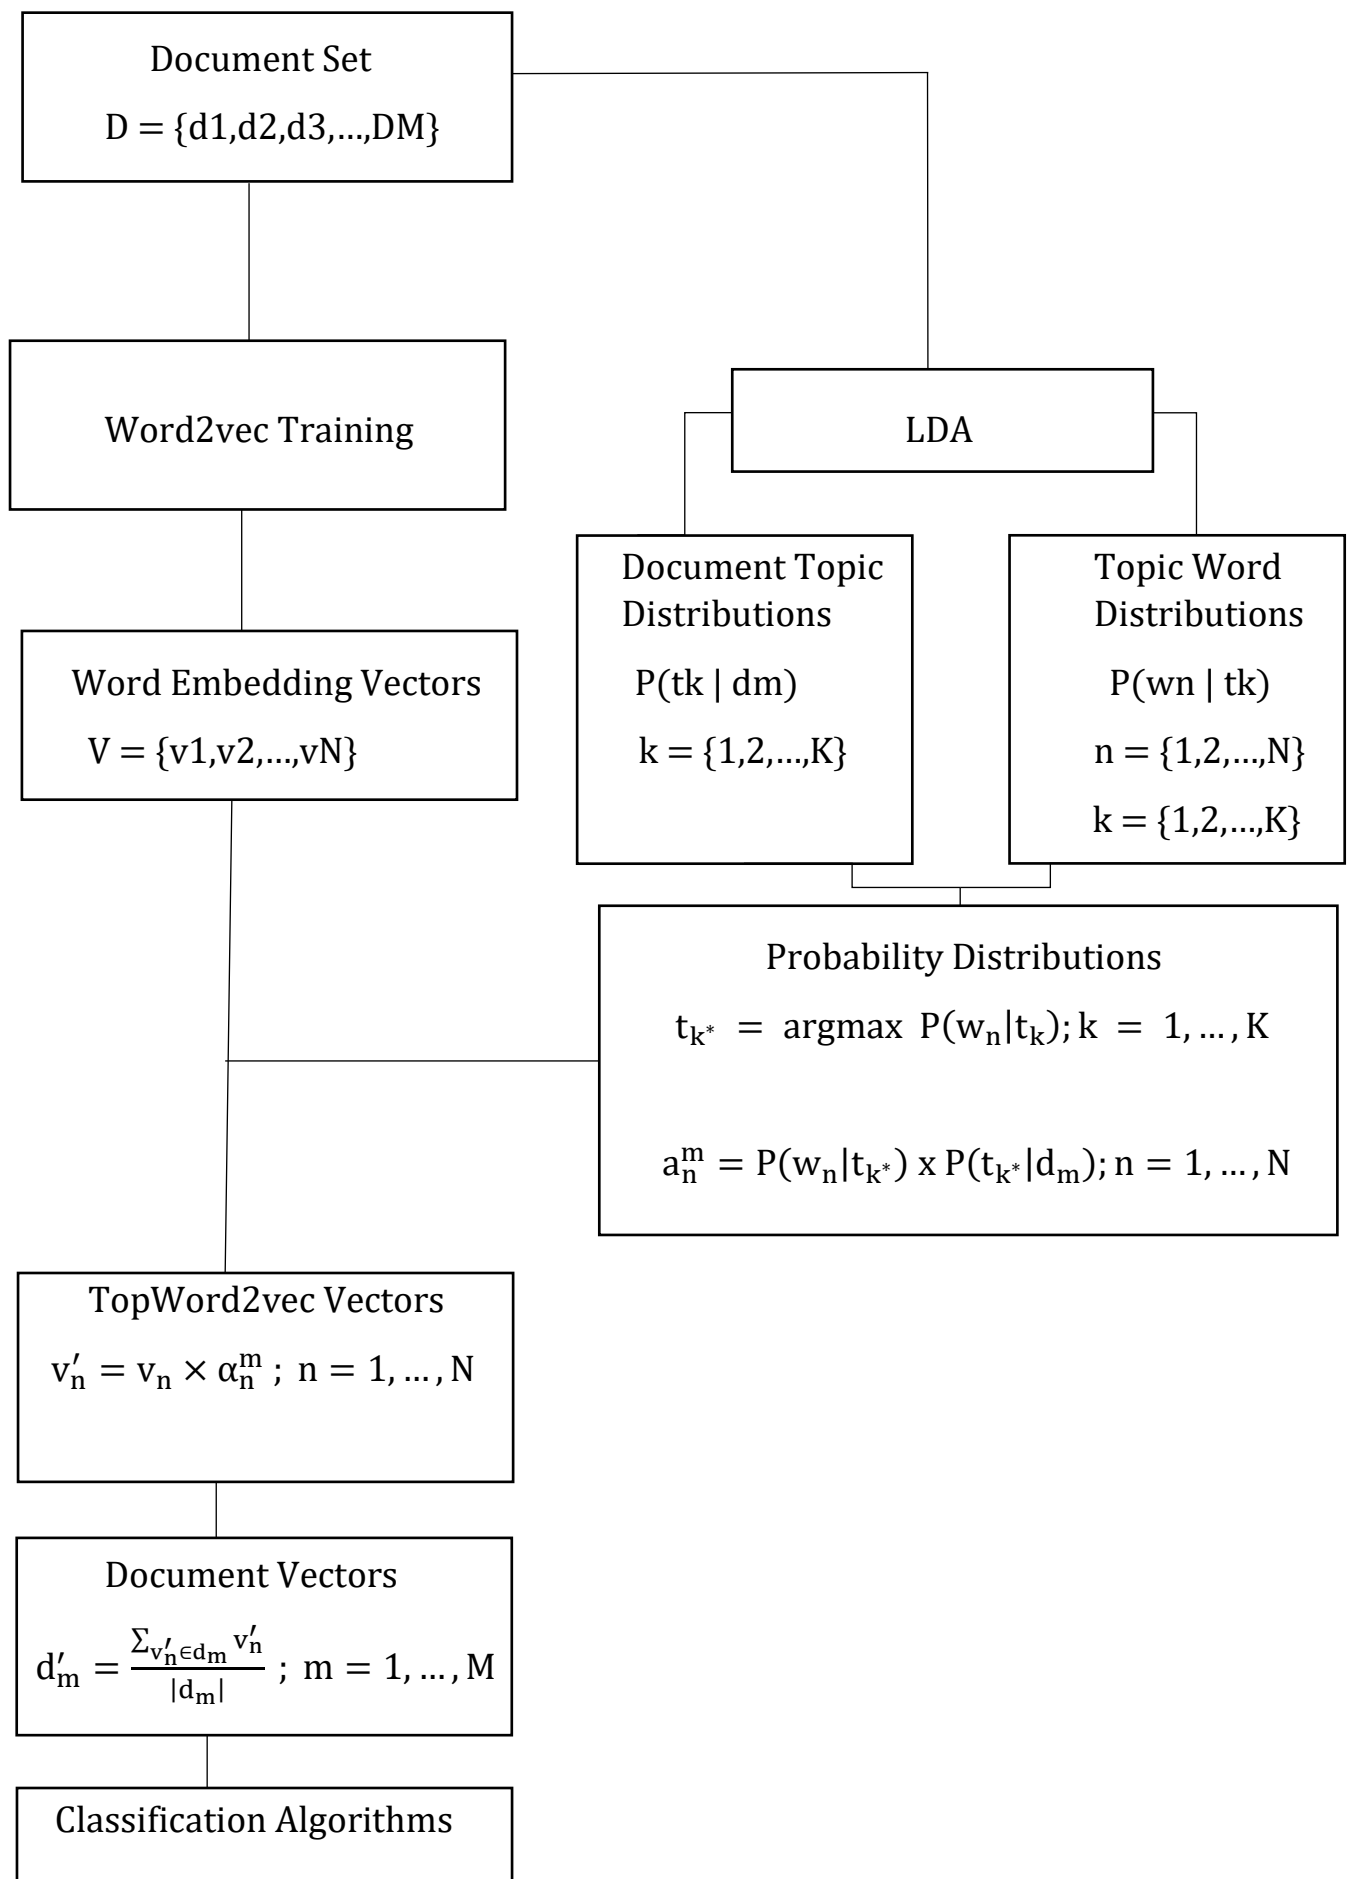 Document Set
D = {d1,d2,d3,...,DM}
Word2vec Training
LDA
Document Topic
Distributions
P(tk | dm)
k = {1,2,...,K}
Topic Word
Distributions
P(wn | tk)
n = {1,2,...,N}
k = {1,2,...,K}
Word Embedding Vectors
V = {v1,v2,...,vN}
Probability Distributions
t_{k*} = argmax P(w_n|t_k); k = 1, ... , K
a_n^m = P(w_n|t_{k*}) x P(t_{k*}|d_m); n = 1, ... , N
TopWord2vec Vectors
v′_n = v_n × α_n^m ; n = 1, ... , N
Document Vectors
d′_m = \frac{∑_{v′_n∈d_m} v′_n}{|d_m|} ; m = 1, ... , M
Classification Algorithms